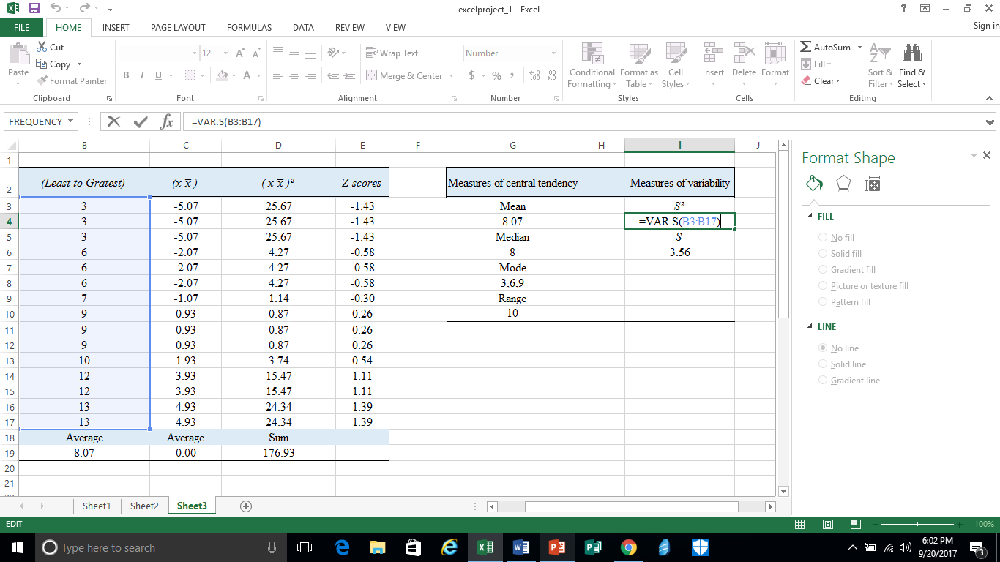 excelproject_1 - Excel
?
FILE HOME INSERT PAGE LAYOUT FORMULAS DATA REVIEW VIEW Sign in
Paste
Cut
Copy
Format Painter
Clipboard
12 A A
B I U A
Font
Wrap Text
Merge & Center
Alignment
Number
$ % , .00 .00
Number
Conditional Formatting
Format as Table
Cell Styles
Styles
Insert Delete Format
Cells
AutoSum
Fill
Clear
Sort & Filter
Find & Select
Editing
FREQUENCY fx =VAR.S(B3:B17)
B C D E F G H I J
1
2 (Least to Gratest) (x-x̅ ) ( x-x̅ )² Z-scores Measures of central tendency Measures of variability
3 3 -5.07 25.67 -1.43 Mean S²
4 3 -5.07 25.67 -1.43 8.07 =VAR.S(B3:B17)
5 3 -5.07 25.67 -1.43 Median S
6 6 -2.07 4.27 -0.58 8 3.56
7 6 -2.07 4.27 -0.58 Mode
8 6 -2.07 4.27 -0.58 3,6,9
9 7 -1.07 1.14 -0.30 Range
10 9 0.93 0.87 0.26 10
11 9 0.93 0.87 0.26
12 9 0.93 0.87 0.26
13 10 1.93 3.74 0.54
14 12 3.93 15.47 1.11
15 12 3.93 15.47 1.11
16 13 4.93 24.34 1.39
17 13 4.93 24.34 1.39
18 Average Average Sum
19 8.07 0.00 176.93
20
21
Format Shape
FILL
No fill
Solid fill
Gradient fill
Picture or texture fill
Pattern fill
LINE
No line
Solid line
Gradient line
Sheet1 Sheet2 Sheet3
EDIT 100%
Type here to search
6:02 PM
9/20/2017
3